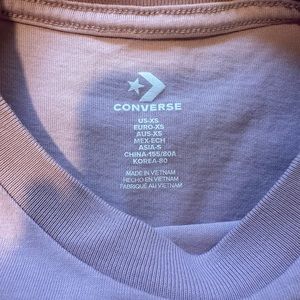 CONVERSE
US-XS
EURO-XS
AUS-XS
MEX-ECH
ASIA-S
CHINA-155/80A
KOREA-80
MADE IN VIETNAM
HECHO EN VIETNAM
FABRIQUÉ AU VIETNAM